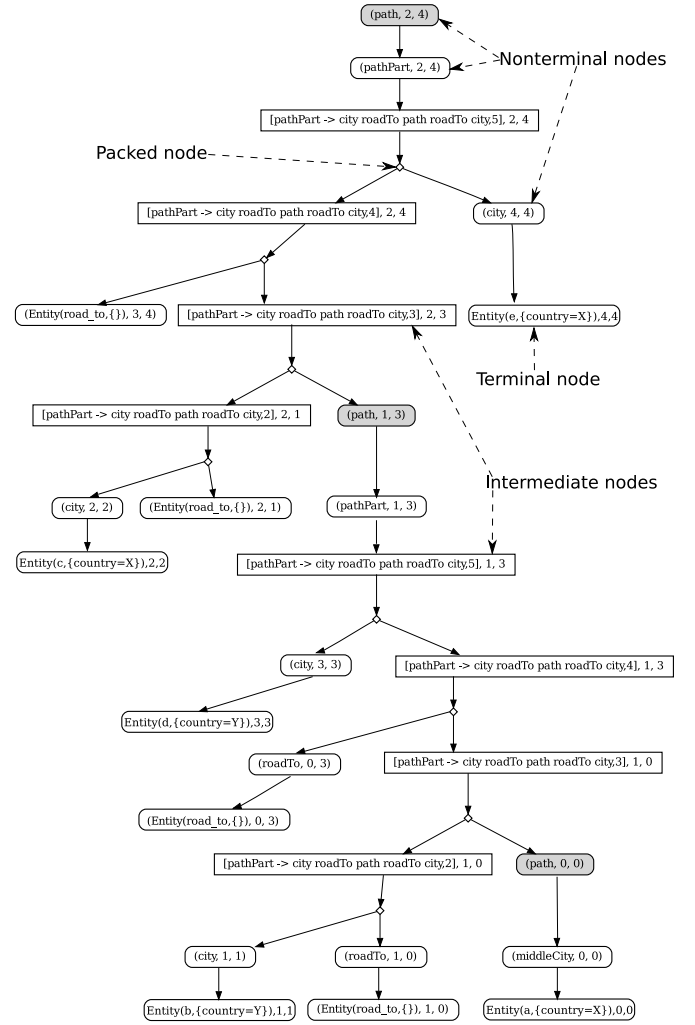 (path, 2, 4)
Nonterminal nodes
(pathPart, 2, 4)
[pathPart -> city roadTo path roadTo city,5], 2, 4
Packed node
[pathPart -> city roadTo path roadTo city,4], 2, 4
(city, 4, 4)
(Entity(road_to,{}), 3, 4)
[pathPart -> city roadTo path roadTo city,3], 2, 3
Entity(e,{country=X}),4,4
Terminal node
[pathPart -> city roadTo path roadTo city,2], 2, 1
(path, 1, 3)
Intermediate nodes
(city, 2, 2)
(Entity(road_to,{}), 2, 1)
(pathPart, 1, 3)
Entity(c,{country=X}),2,2
[pathPart -> city roadTo path roadTo city,5], 1, 3
(city, 3, 3)
[pathPart -> city roadTo path roadTo city,4], 1, 3
Entity(d,{country=Y}),3,3
(roadTo, 0, 3)
[pathPart -> city roadTo path roadTo city,3], 1, 0
(Entity(road_to,{}), 0, 3)
[pathPart -> city roadTo path roadTo city,2], 1, 0
(path, 0, 0)
(city, 1, 1)
(roadTo, 1, 0)
(middleCity, 0, 0)
Entity(b,{country=Y}),1,1
(Entity(road_to,{}), 1, 0)
Entity(a,{country=X}),0,0